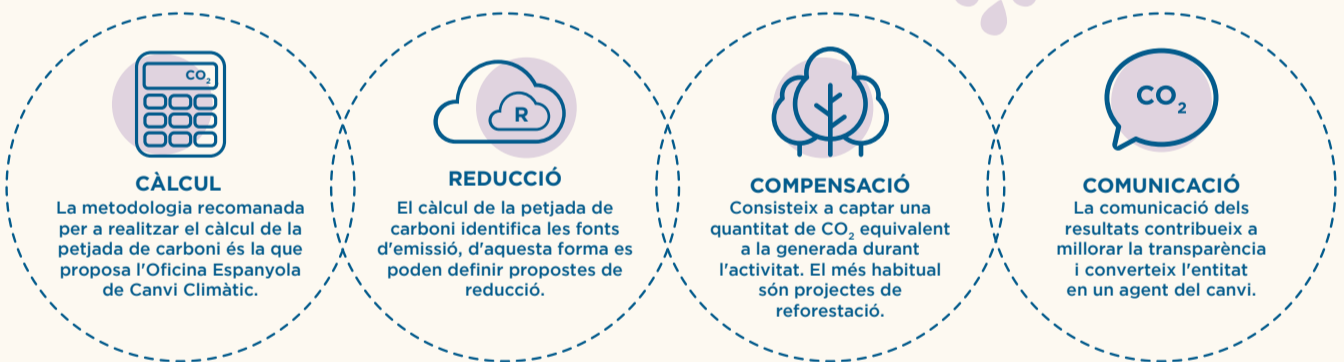 CO₂
CÀLCUL
La metodologia recomanada
per a realitzar el càlcul de la
petjada de carboni és la que
proposa l'Oficina Espanyola
de Canvi Climàtic.
R
REDUCCIÓ
El càlcul de la petjada de
carboni identifica les fonts
d'emissió, d'aquesta forma es
poden definir propostes de
reducció.
COMPENSACIÓ
Consisteix a captar una
quantitat de CO₂ equivalent
a la generada durant
l'activitat. El més habitual
són projectes de
reforestació.
CO₂
COMUNICACIÓ
La comunicació dels
resultats contribueix a
millorar la transparència
i converteix l'entitat
en un agent del canvi.